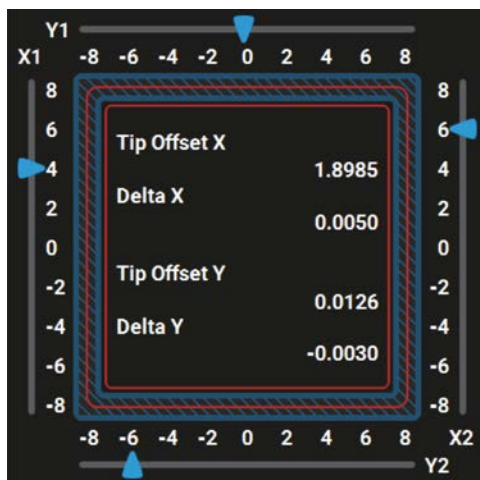 Y1
X1 -8 -6 -4 -2 0 2 4 6 8
8 8
6 6
Tip Offset X
4 1.8985 4
Delta X
2 0.0050 2
0 0
Tip Offset Y
-2 0.0126 -2
-4 Delta Y -4
-0.0030
-6 -6
-8 -8
-8 -6 -4 -2 0 2 4 6 8 X2
Y2